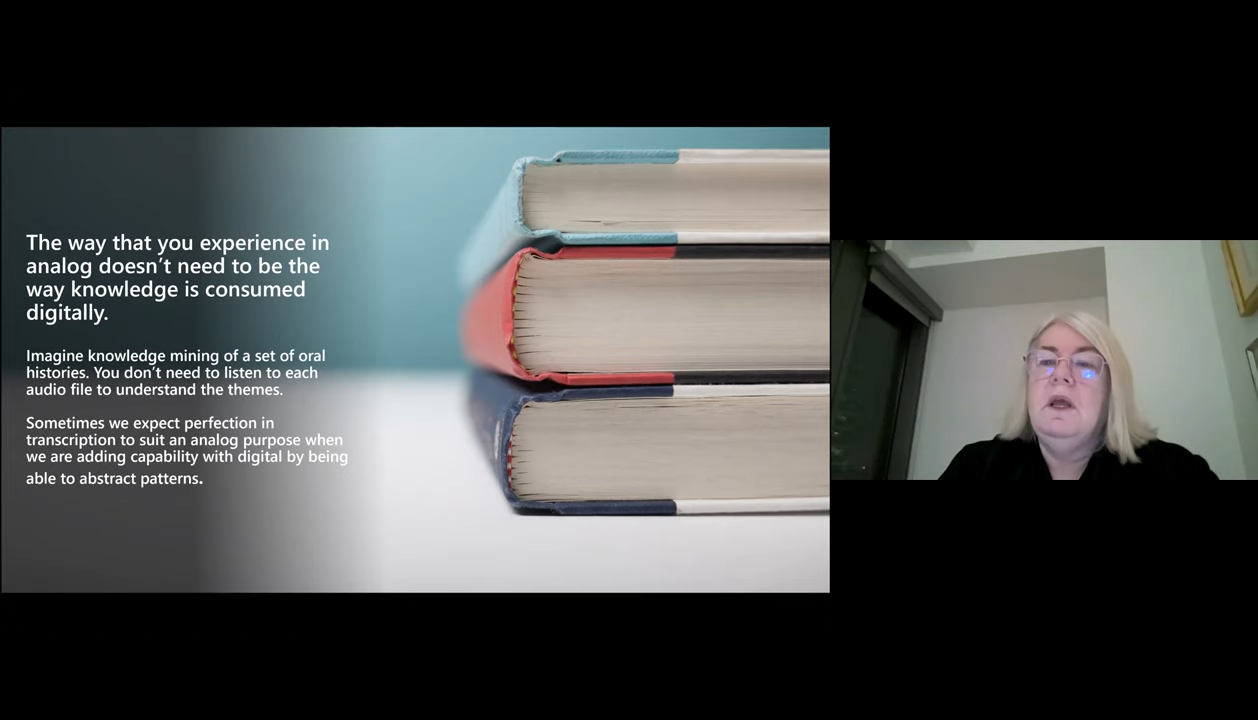 The way that you experience in
analog doesn’t need to be the
way knowledge is consumed
digitally.
Imagine knowledge mining of a set of oral
histories. You don’t need to listen to each
audio file to understand the themes.
Sometimes we expect perfection in
transcription to suit an analog purpose when
we are adding capability with digital by being
able to abstract patterns.